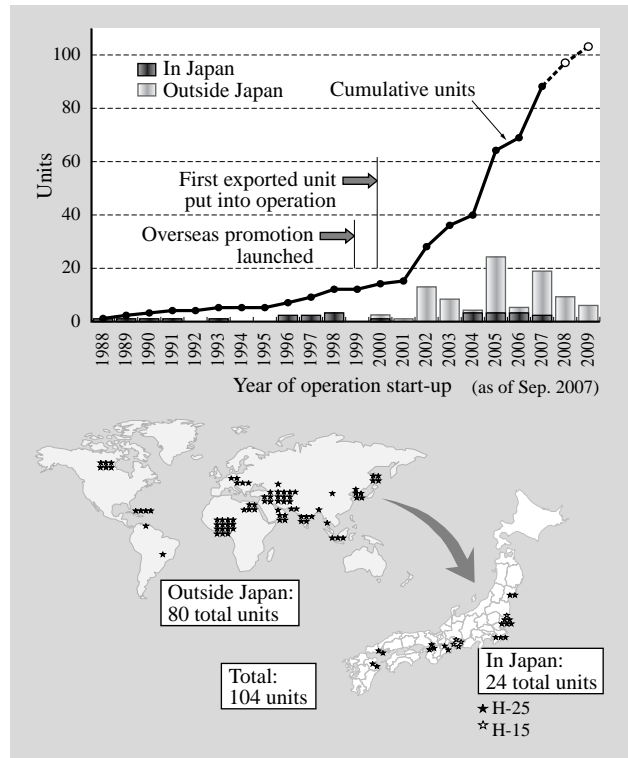 100
80
60
40
20
0
Units
In Japan
Outside Japan
Cumulative units
First exported unit
put into operation
Overseas promotion
launched
1988
1989
1990
1991
1992
1993
1994
1995
1996
1997
1998
1999
2000
2001
2002
2003
2004
2005
2006
2007
2008
2009
Year of operation start-up (as of Sep. 2007)
Outside Japan:
80 total units
Total:
104 units
In Japan:
24 total units
★ H-25
☆ H-15